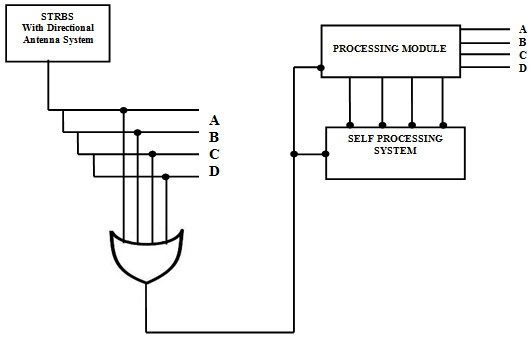 STRBS
With Directional
Antenna System
A
B
C
D
PROCESSING MODULE
A
B
C
D
SELF PROCESSING
SYSTEM